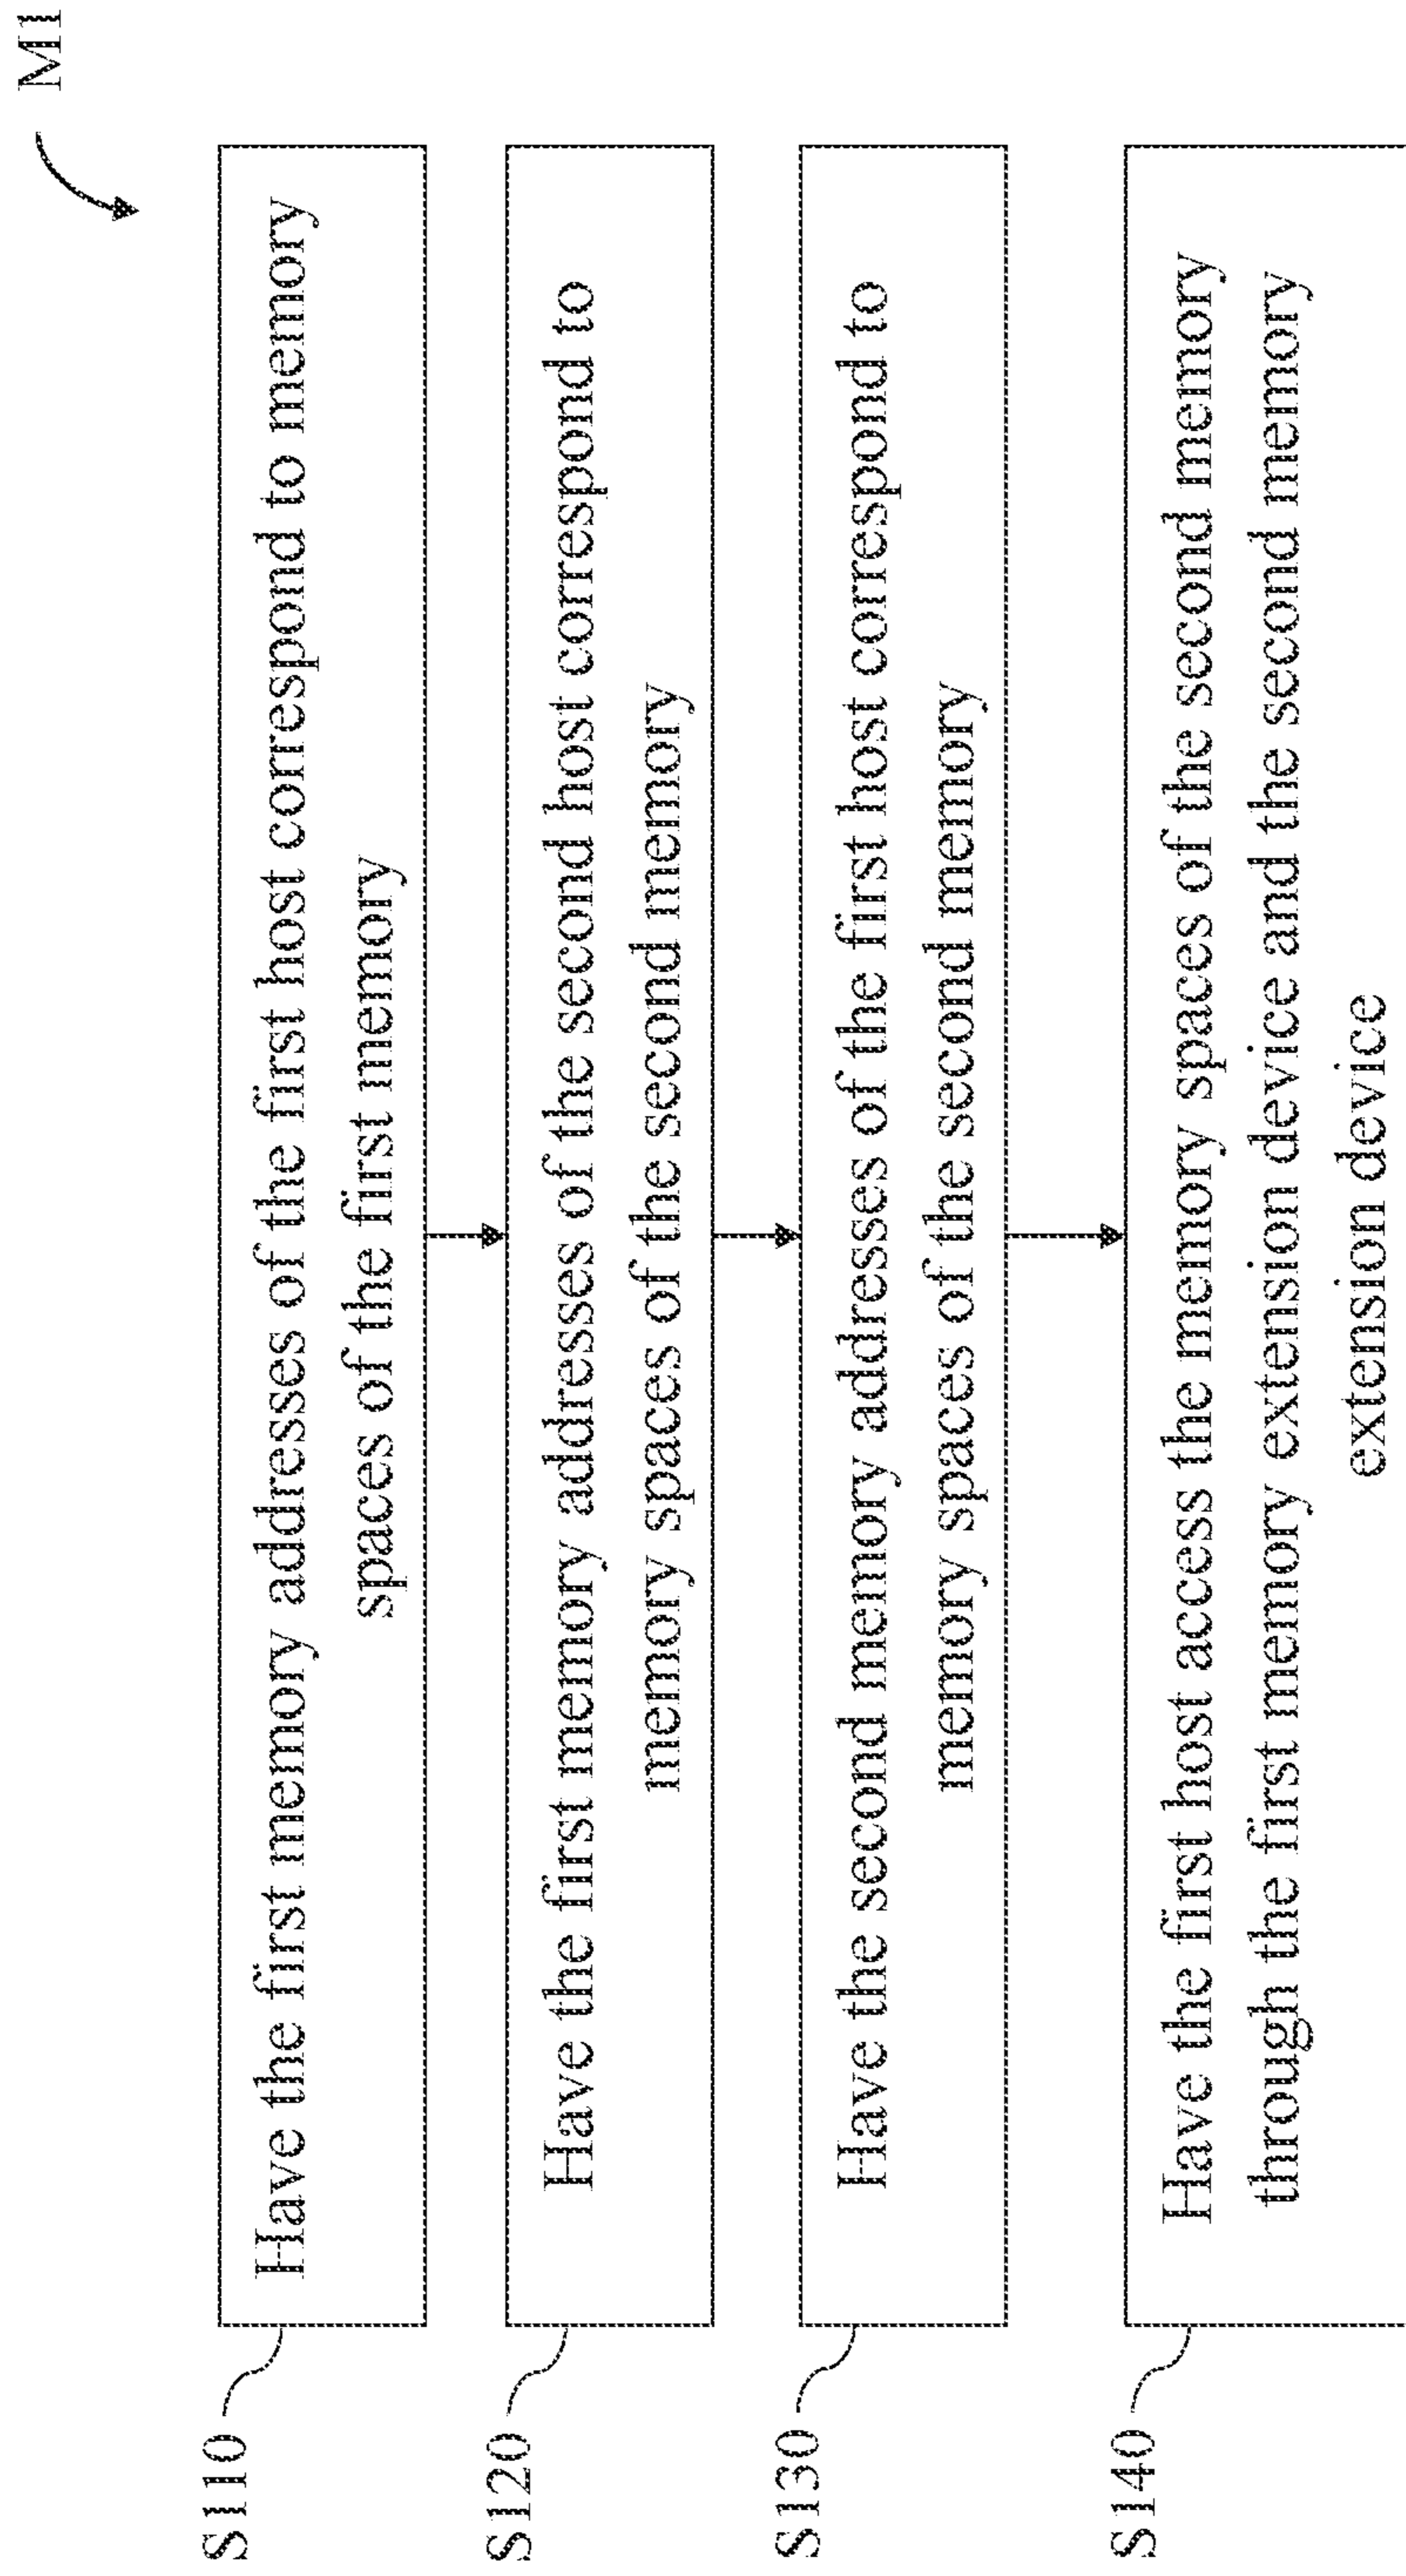 M1
S110
Have the first memory addresses of the first host correspond to memory
spaces of the first memory
S120
Have the first memory addresses of the second host correspond to
memory spaces of the second memory
S130
Have the second memory addresses of the first host correspond to
memory spaces of the second memory
S140
Have the first host access the memory spaces of the second memory
through the first memory extension device and the second memory
extension device